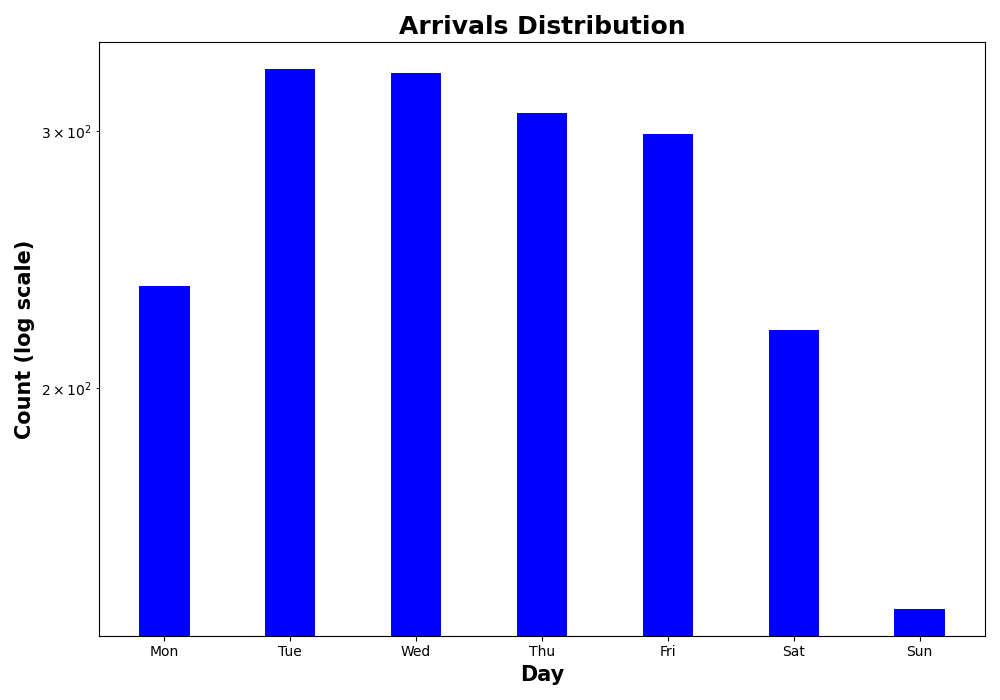 Arrivals Distribution
Count (log scale)
3 × 10²
2 × 10²
Mon Tue Wed Thu Fri Sat Sun
Day